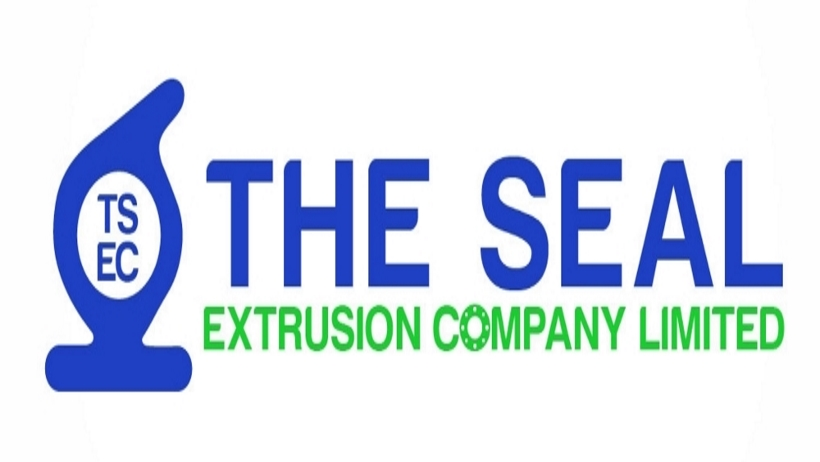 TS
EC
THE SEAL
EXTRUSION COMPANY LIMITED